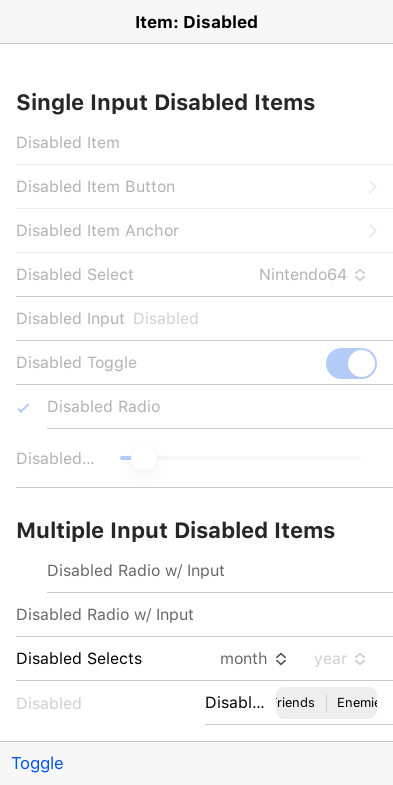 Item: Disabled
Single Input Disabled Items
Disabled Item
Disabled Item Button
Disabled Item Anchor
Disabled Select Nintendo64
Disabled Input Disabled
Disabled Toggle
Disabled Radio
Disabled...
Multiple Input Disabled Items
Disabled Radio w/ Input
Disabled Radio w/ Input
Disabled Selects month year
Disabled Disabl... riends Enemie
Toggle